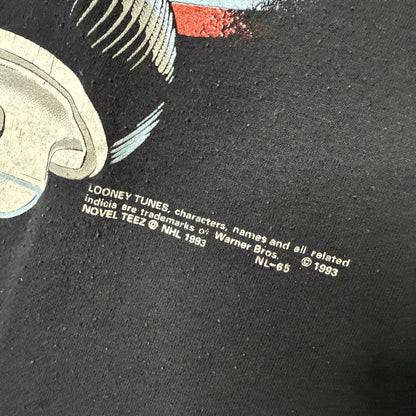 LOONEY TUNES, characters, names and all related
indicia are trademarks of Warner Bros. © 1993
NOVEL TEEZ © NHL 1993 NL-65